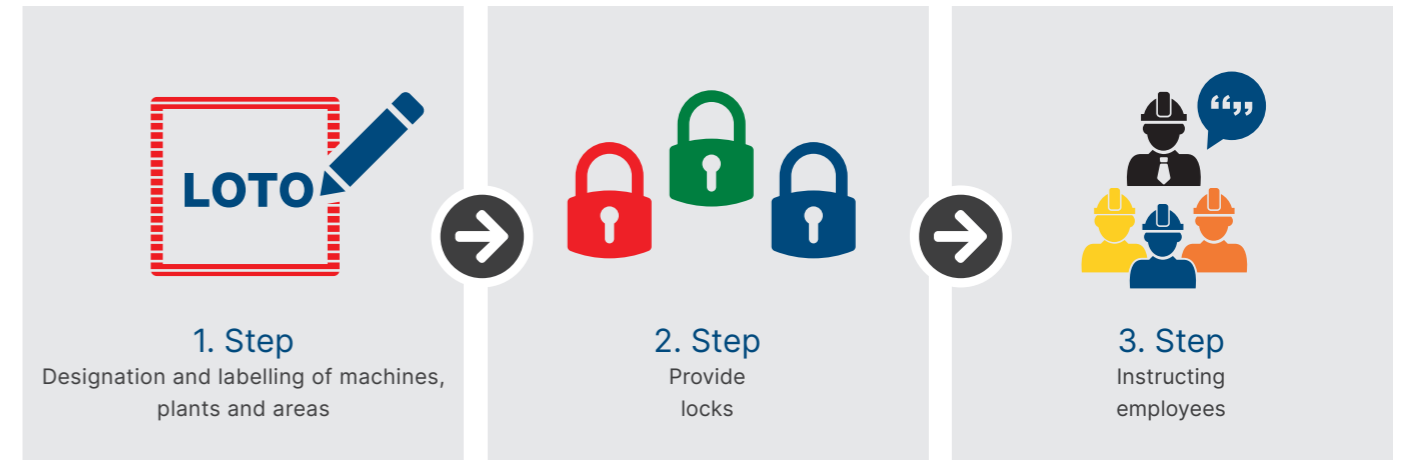 LOTO
1. Step
Designation and labelling of machines,
plants and areas
2. Step
Provide
locks
“„
3. Step
Instructing
employees